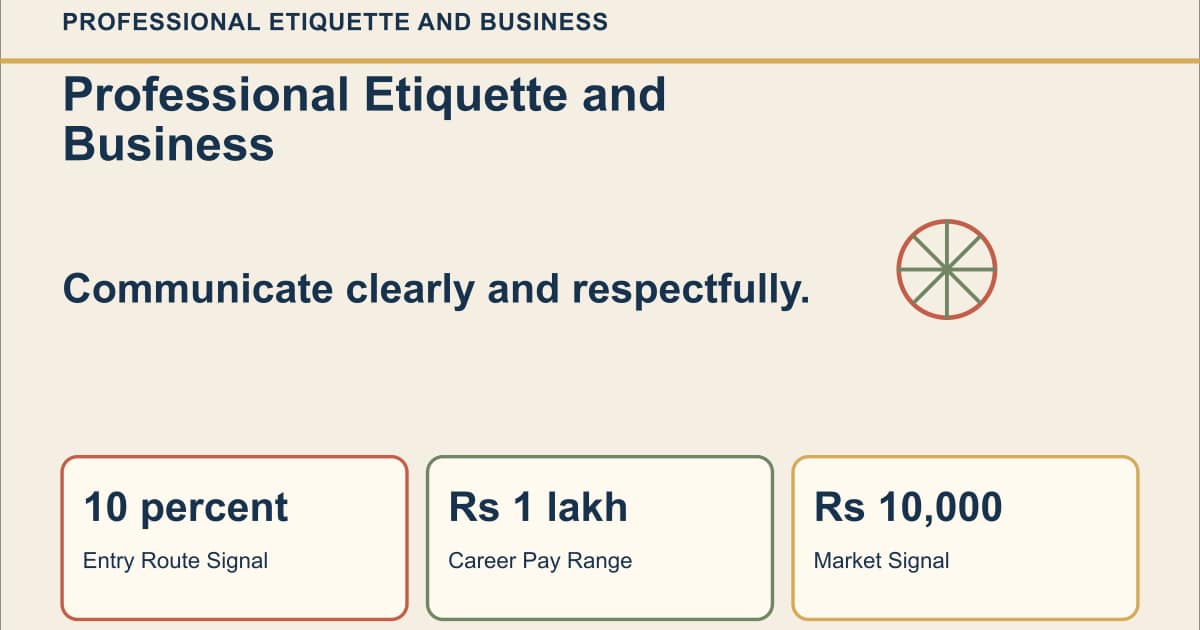 PROFESSIONAL ETIQUETTE AND BUSINESS
Professional Etiquette and
Business
Communicate clearly and respectfully.
10 percent
Entry Route Signal
Rs 1 lakh
Career Pay Range
Rs 10,000
Market Signal